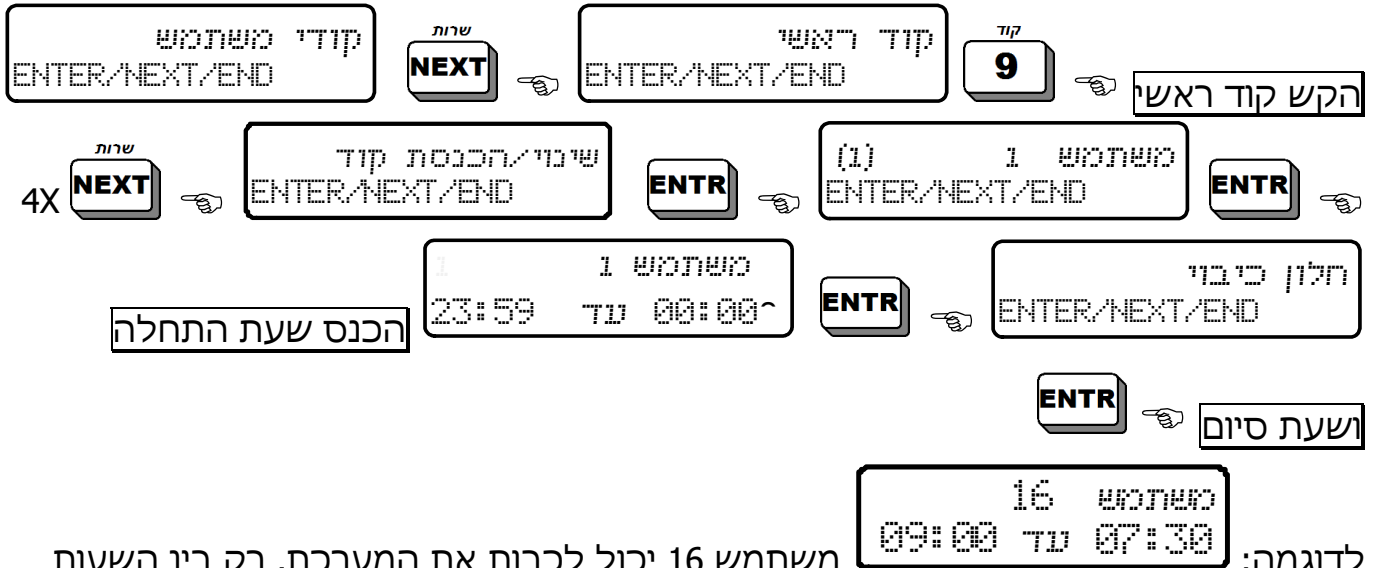 הקש קוד ראשי
קוד
9
קוד ראשי
ENTER/NEXT/END
שרות
NEXT
קודי משתמש
ENTER/NEXT/END
ENTR
משתמש 1 (1)
ENTER/NEXT/END
ENTR
שינוי/הכנסת קוד
ENTER/NEXT/END
שרות
NEXT 4X
חלון כיבוי
ENTER/NEXT/END
ENTR
משתמש 1 1
00:00 עד 23:59
הכנס שעת התחלה
ושעת סיום
ENTR
משתמש 16
07:30 עד 09:00
לדוגמה: משתמש 16 יכול לכבות את המערכת, רק בין השעות